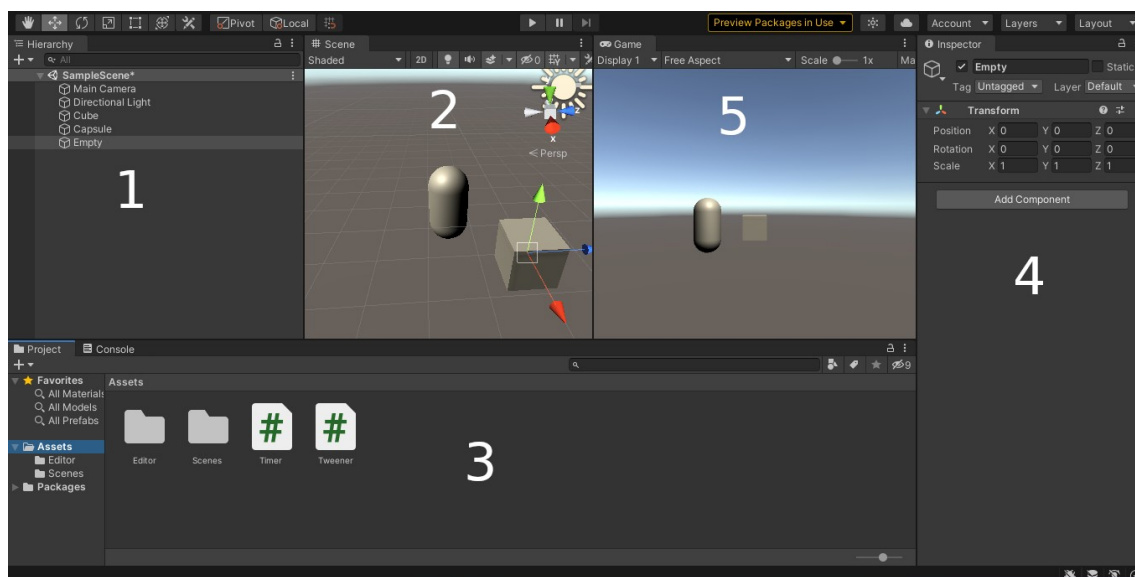 Pivot Local Preview Packages in Use Account Layers Layout
Hierarchy
All
SampleScene*
Main Camera
Directional Light
Cube
Capsule
Empty
1
Scene
Shaded 2D 0
2
x
z
Persp
Game
Display 1 Free Aspect Scale 1x Ma
5
Inspector
Empty Static
Tag Untagged Layer Default
Transform
Position X 0 Y 0 Z 0
Rotation X 0 Y 0 Z 0
Scale X 1 Y 1 Z 1
Add Component
4
Project Console
9
Favorites
All Materials
All Models
All Prefabs
Assets
Editor
Scenes
Packages
Assets
# #
Editor Scenes Timer Tweener
3